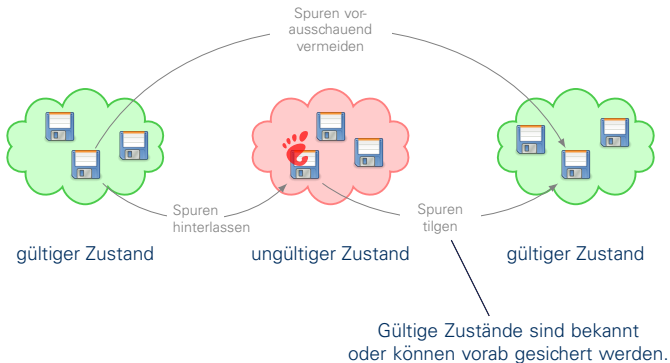 Spuren vor-
ausschauend
vermeiden
Spuren
hinterlassen
Spuren
tilgen
gültiger Zustand
ungültiger Zustand
gültiger Zustand
Gültige Zustände sind bekannt
oder können vorab gesichert werden.